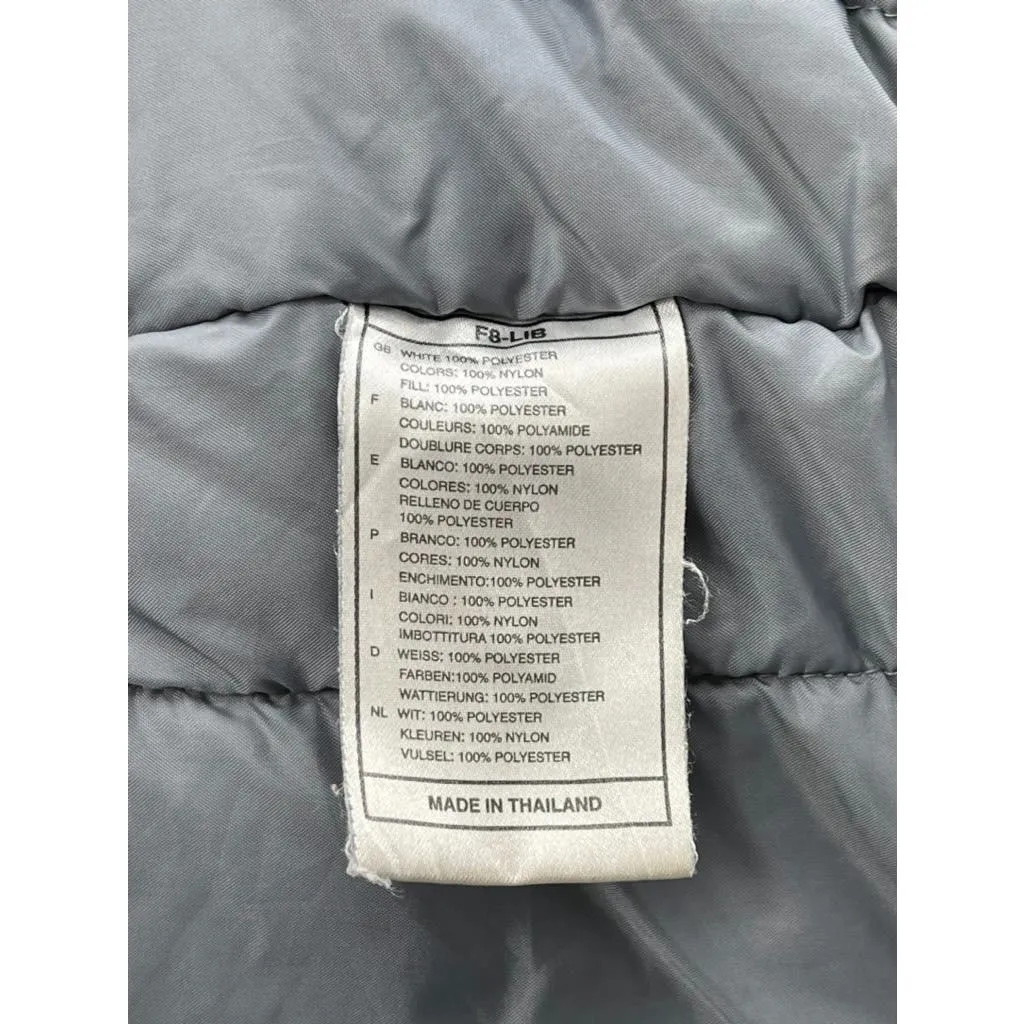 F8-LIB
GB WHITE 100% POLYESTER
COLORS: 100% NYLON
FILL: 100% POLYESTER
F BLANC: 100% POLYESTER
COULEURS: 100% POLYAMIDE
DOUBLURE CORPS: 100% POLYESTER
E BLANCO: 100% POLYESTER
COLORES: 100% NYLON
RELLENO DE CUERPO
100% POLYESTER
P BRANCO: 100% POLYESTER
CORES: 100% NYLON
ENCHIMENTO:100% POLYESTER
I BIANCO : 100% POLYESTER
COLORI: 100% NYLON
IMBOTTITURA 100% POLYESTER
D WEISS: 100% POLYESTER
FARBEN:100% POLYAMID
WATTIERUNG: 100% POLYESTER
NL WIT: 100% POLYESTER
KLEUREN: 100% NYLON
VULSEL: 100% POLYESTER
MADE IN THAILAND